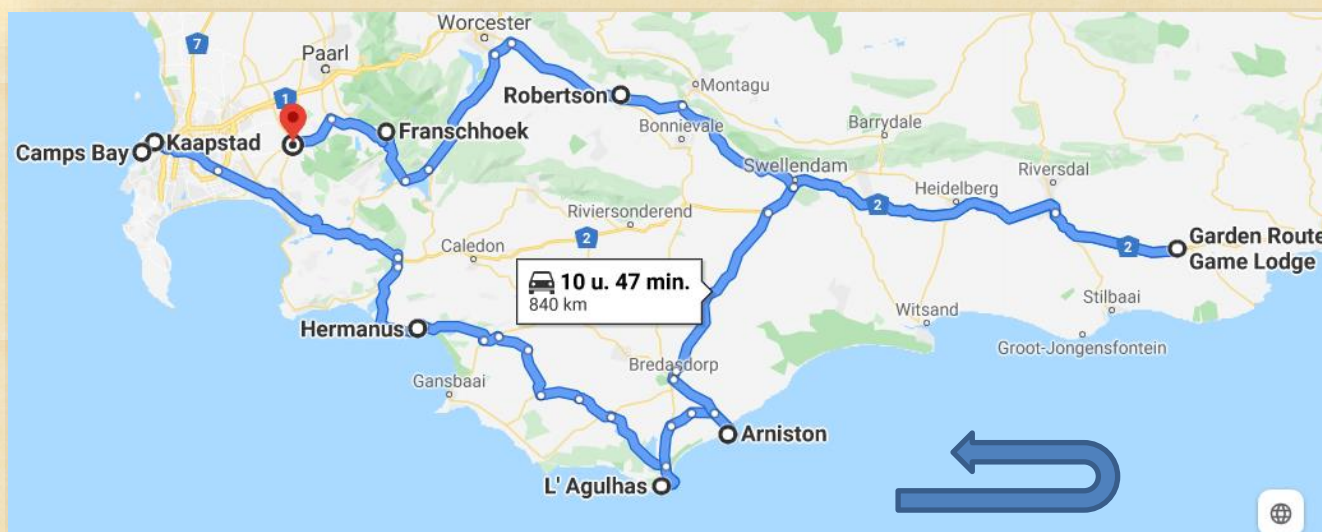 Worcester
7
Paarl
Montagu
Robertson
1
Franschhoek
Kaapstad
Bonnievale
Barrydale
Camps Bay
Swellendam
Riversdal
Heidelberg
2
Riviersonderend
2
Caledon
2
Garden Route
Game Lodge
10 u. 47 min.
840 km
Stilbaai
Witsand
Hermanus
Groot-Jongensfontein
Bredasdorp
Gansbaai
Arniston
L' Agulhas